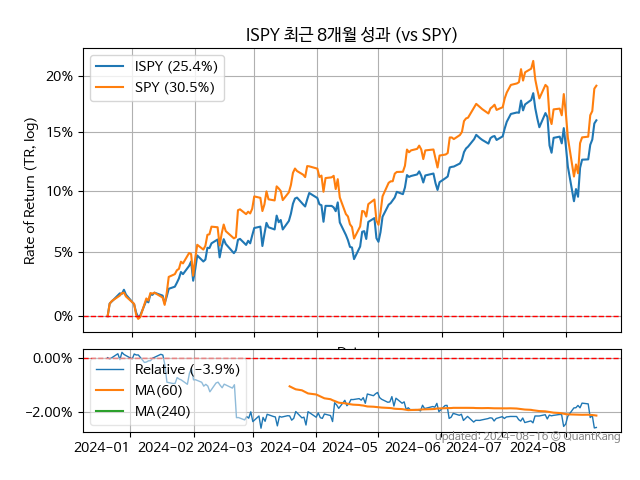 ISPY 최근 8개월 성과 (vs SPY)
ISPY (25.4%)
SPY (30.5%)
Rate of Return (TR, log)
20%
15%
10%
5%
0%
0.00%
−2.00%
Relative (−3.9%)
MA(60)
MA(240)
2024−01
2024−02
2024−03
2024−04
2024−05
2024−06
2024−07
2024−08
updated: 2024−08−16 © QuantKang